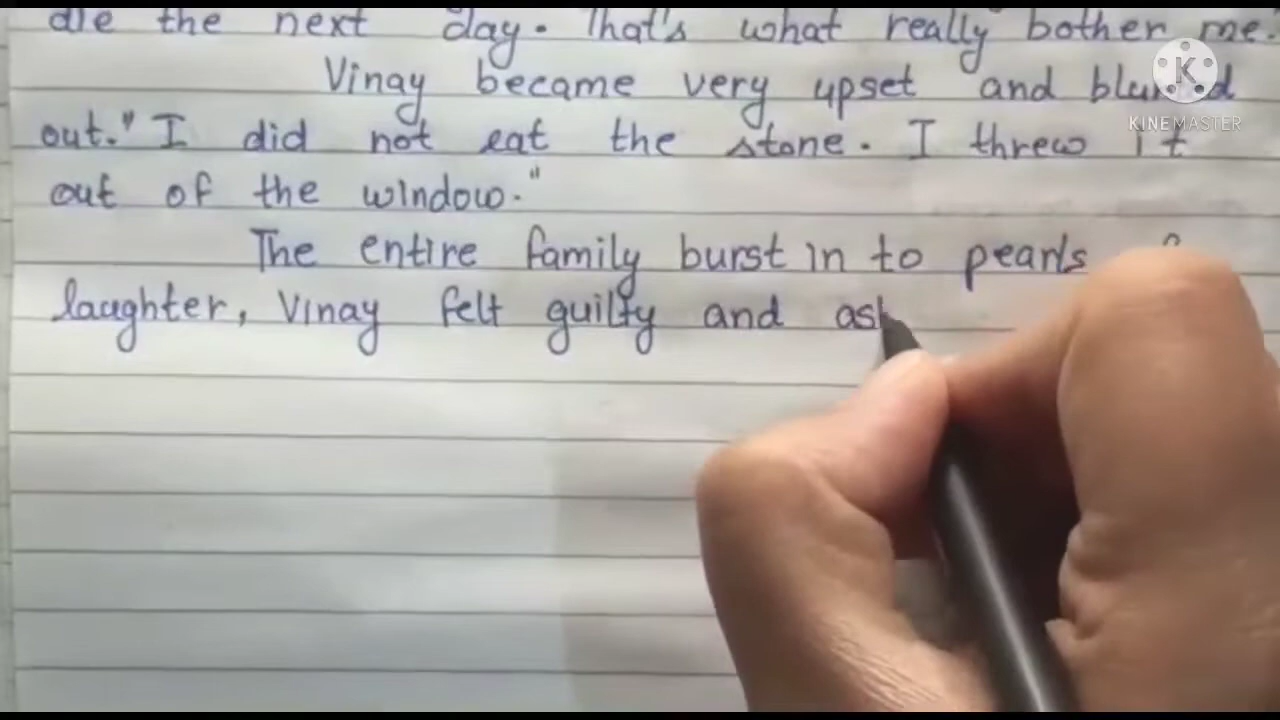 die the next day. That's what really bother me."
Vinay became very upset and blurted
out." I did not eat the stone. I threw it
out of the window."
The entire family burst in to pearls
laughter, Vinay felt guilty and ask
KINEMASTER